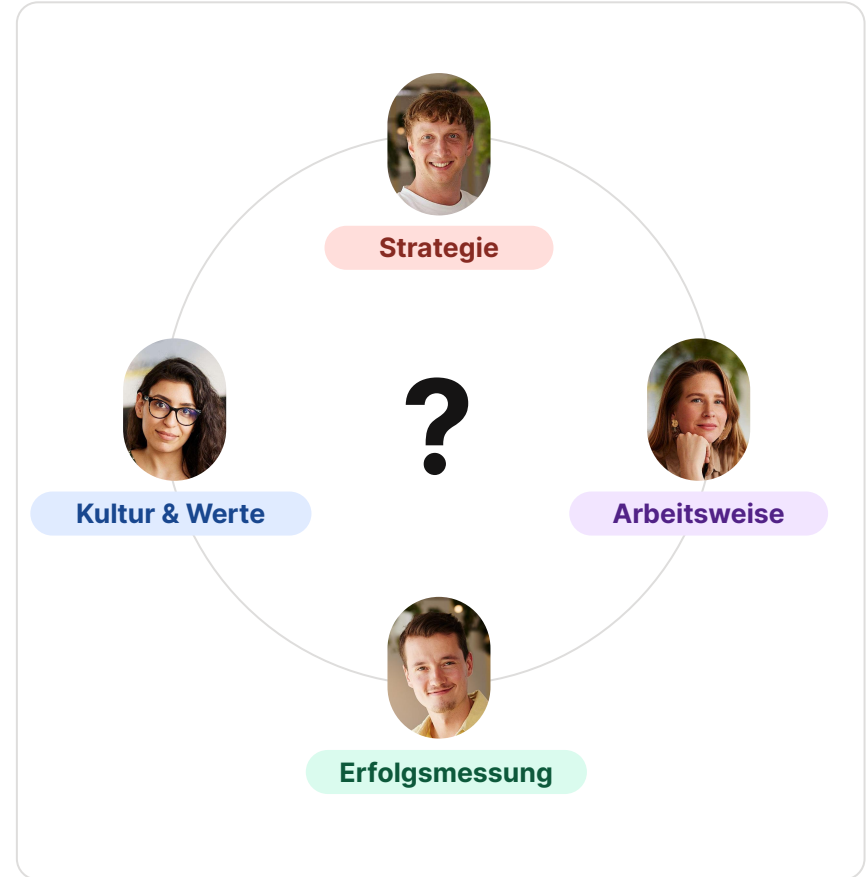 Strategie
?
Kultur & Werte
Arbeitsweise
Erfolgsmessung